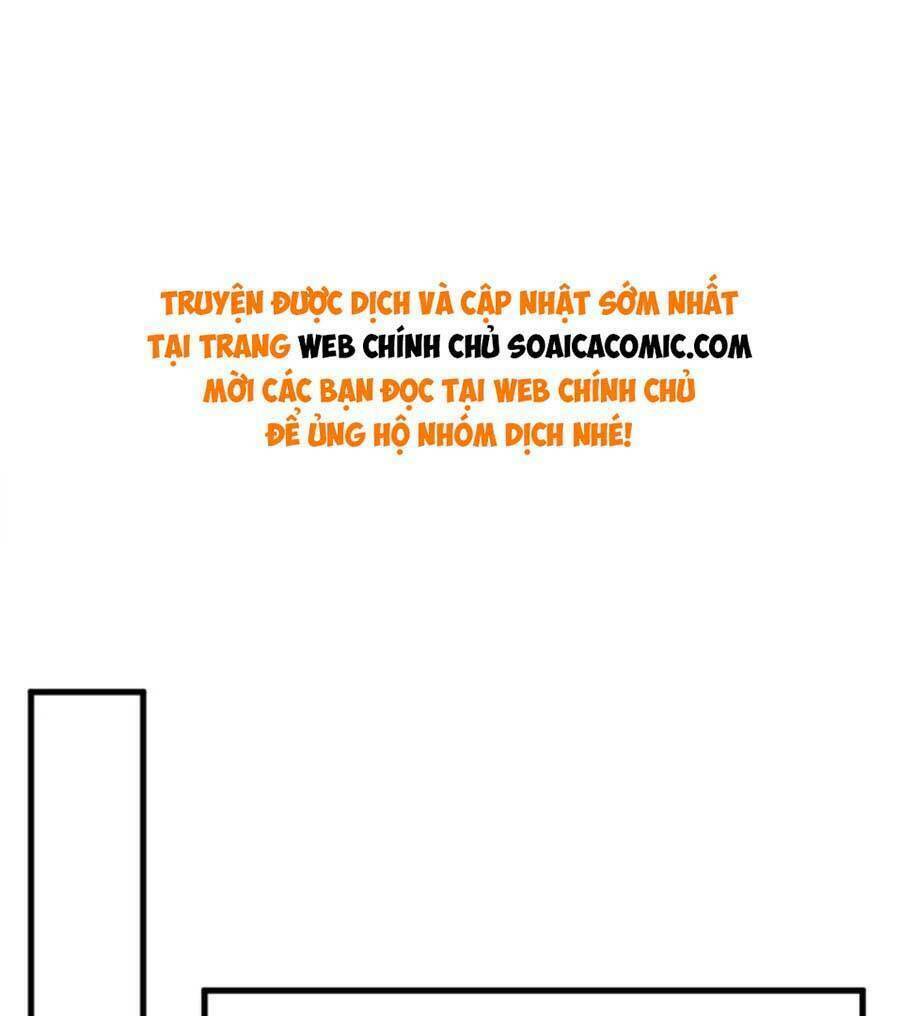 TRUYỆN ĐƯỢC DỊCH VÀ CẬP NHẬT SỚM NHẤT
TẠI TRANG WEB CHÍNH CHỦ SOAICACOMIC.COM
MỜI CÁC BẠN ĐỌC TẠI WEB CHÍNH CHỦ
ĐỂ ỦNG HỘ NHÓM DỊCH NHÉ!